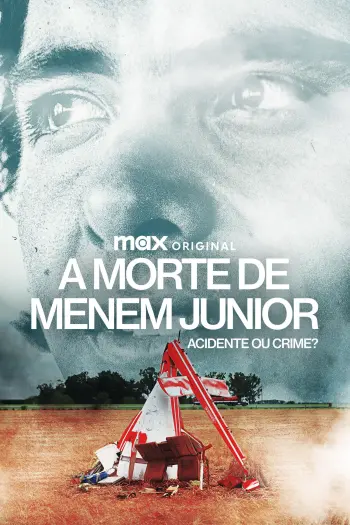 max ORIGINAL
A MORTE DE
MENEM JUNIOR
ACIDENTE OU CRIME?